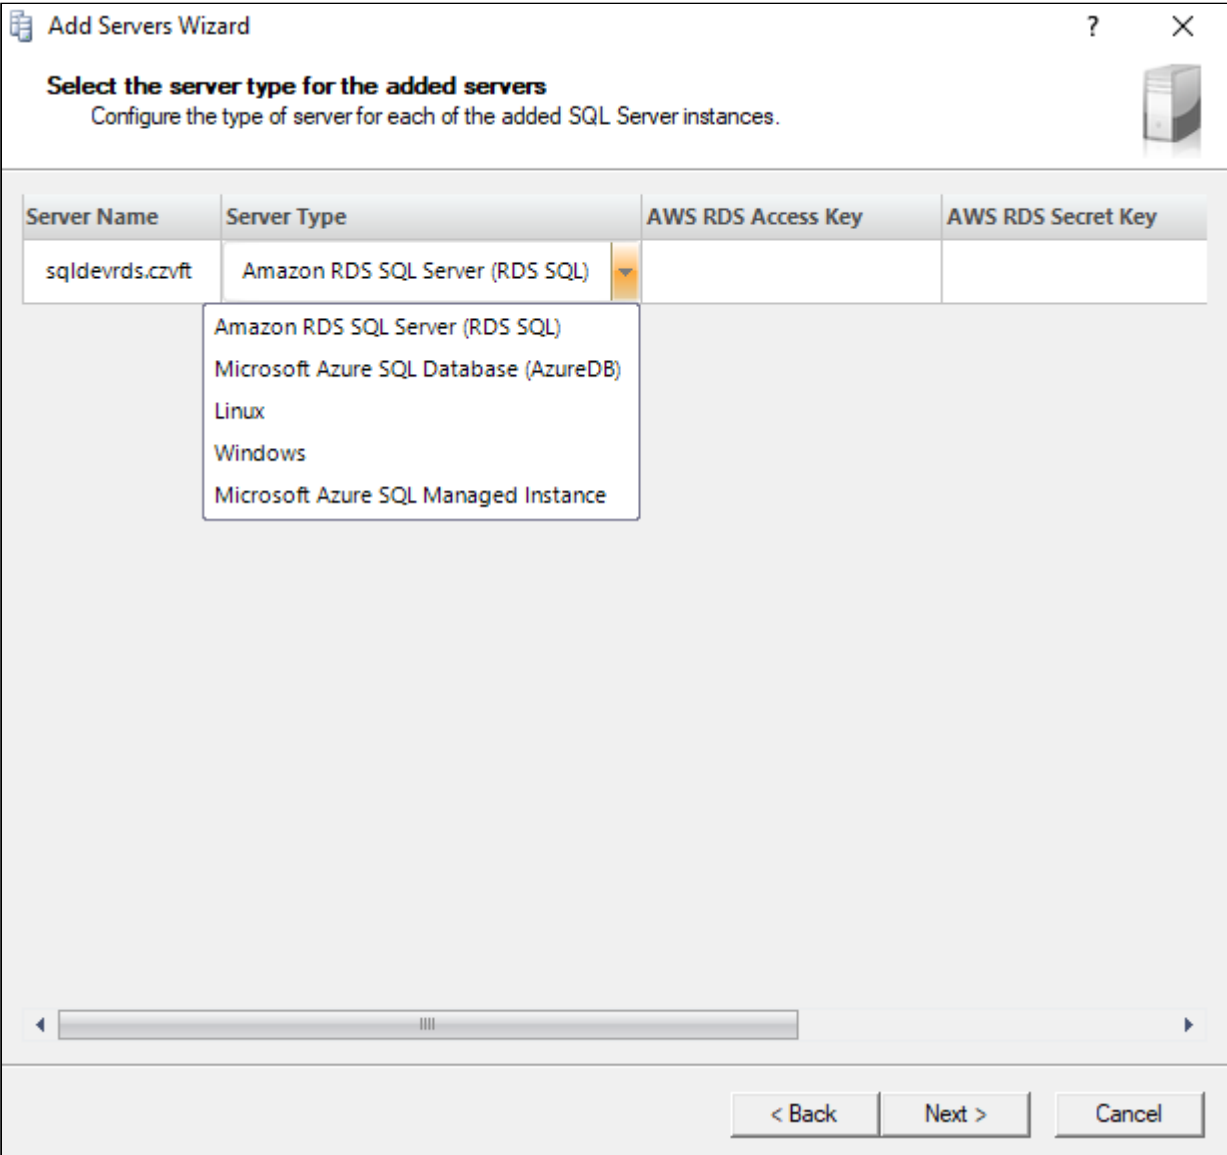 Add Servers Wizard ? ×
Select the server type for the added servers
Configure the type of server for each of the added SQL Server instances.
Server Name Server Type AWS RDS Access Key AWS RDS Secret Key
sqldevrds.czvft Amazon RDS SQL Server (RDS SQL)
Amazon RDS SQL Server (RDS SQL)
Microsoft Azure SQL Database (AzureDB)
Linux
Windows
Microsoft Azure SQL Managed Instance
< Back Next > Cancel